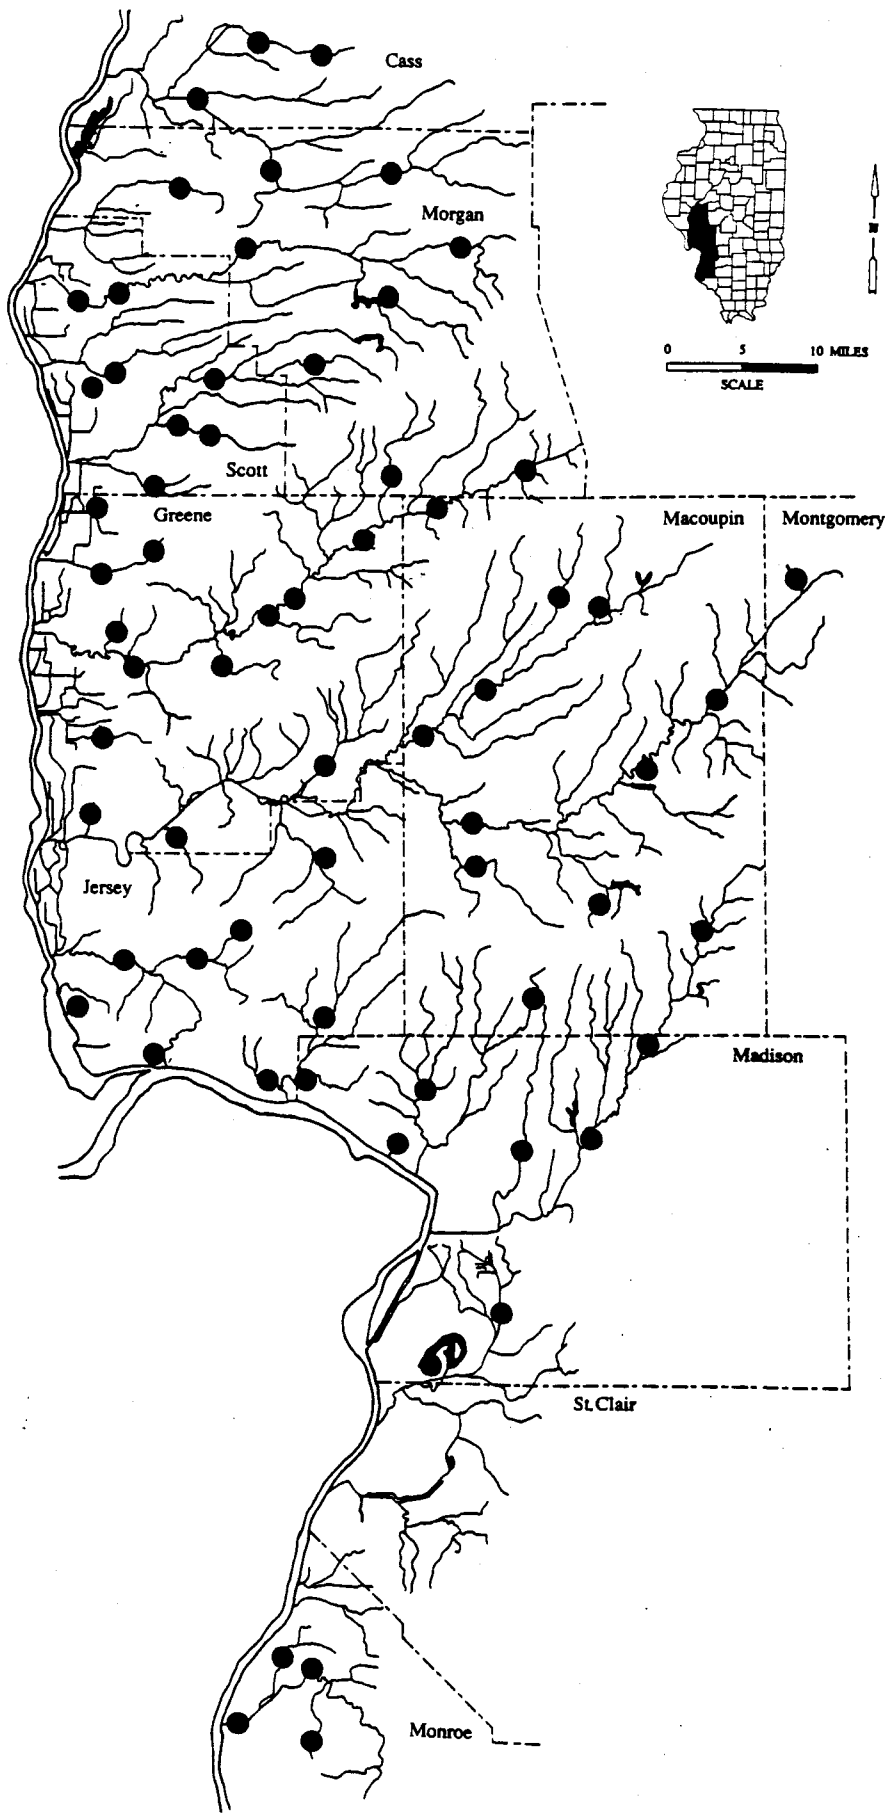 Cass
Morgan
N
0 5 10 MILES
SCALE
Scott
Greene
Macoupin
Montgomery
Jersey
Madison
St. Clair
Monroe